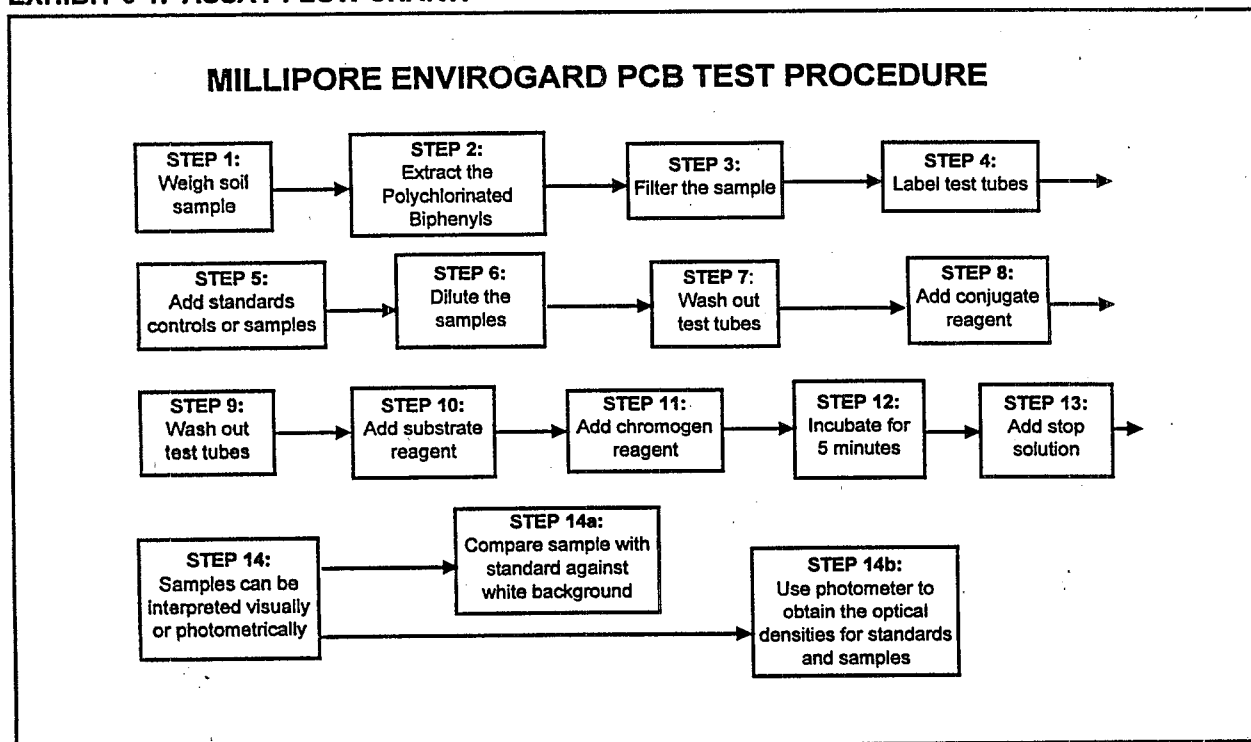 MILLIPORE ENVIROGARD PCB TEST PROCEDURE
STEP 1:
Weigh soil
sample
STEP 2:
Extract the
Polychlorinated
Biphenyls
STEP 3:
Filter the sample
STEP 4:
Label test tubes
STEP 5:
Add standards
controls or samples
STEP 6:
Dilute the
samples
STEP 7:
Wash out
test tubes
STEP 8:
Add conjugate
reagent
STEP 9:
Wash out
test tubes
STEP 10:
Add substrate
reagent
STEP 11:
Add chromogen
reagent
STEP 12:
Incubate for
5 minutes
STEP 13:
Add stop
solution
STEP 14:
Samples can be
interpreted visually
or photometrically
STEP 14a:
Compare sample with
standard against
white background
STEP 14b:
Use photometer to
obtain the optical
densities for standards
and samples